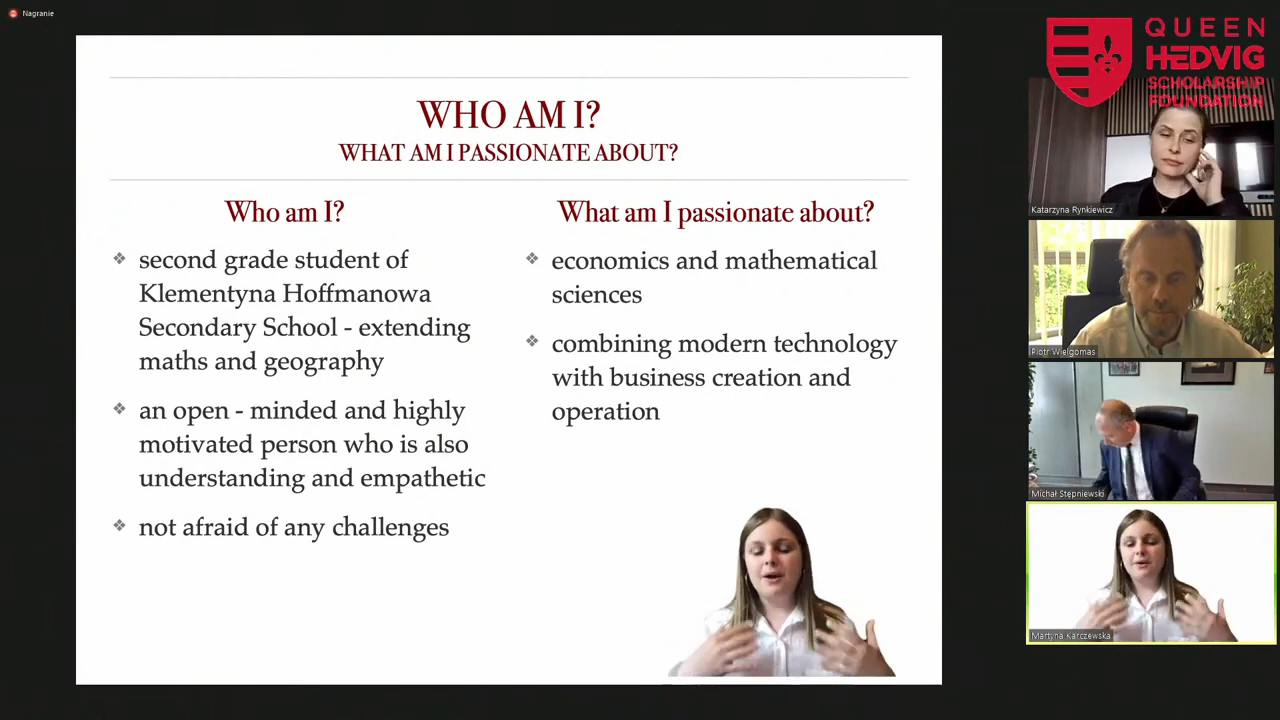 Nagranie
QUEEN
HEDVIG
SCHOLARSHIP
FOUNDATION
WHO AM I?
WHAT AM I PASSIONATE ABOUT?
Who am I?
❖ second grade student of
Klementyna Hoffmanowa
Secondary School - extending
maths and geography
❖ an open - minded and highly
motivated person who is also
understanding and empathetic
❖ not afraid of any challenges
What am I passionate about?
❖ economics and mathematical
sciences
❖ combining modern technology
with business creation and
operation
Katarzyna Rynkiewicz
Piotr Wielgomas
Michał Stępniewski
Martyna Karczewska